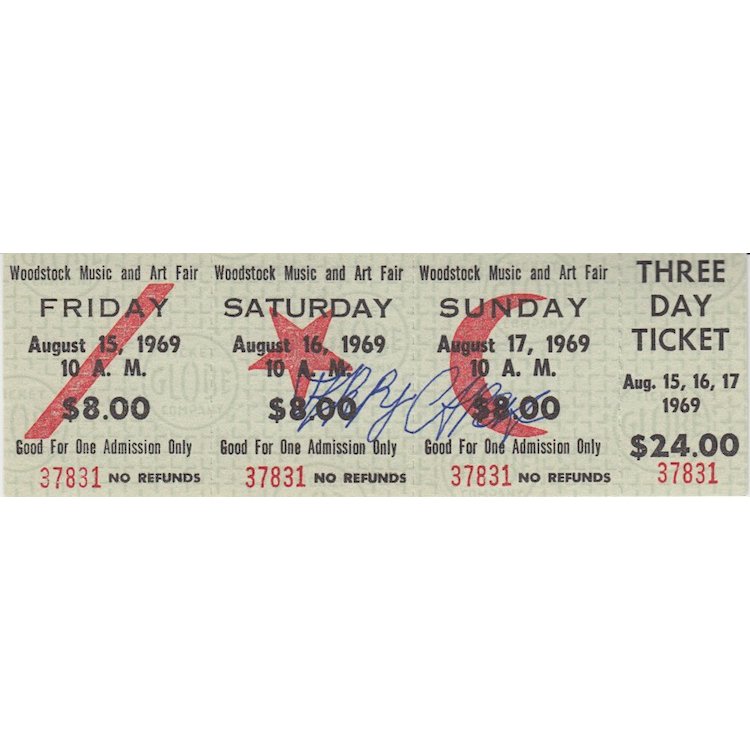 Woodstock Music and Art Fair
FRIDAY
August 15, 1969
10 A. M.
$8.00
Good For One Admission Only
37831 NO REFUNDS
Woodstock Music and Art Fair
SATURDAY
August 16, 1969
10 A. M.
$8.00
Good For One Admission Only
37831 NO REFUNDS
Woodstock Music and Art Fair
SUNDAY
August 17, 1969
10 A. M.
$8.00
Good For One Admission Only
37831 NO REFUNDS
THREE
DAY
TICKET
Aug. 15, 16, 17
1969
$24.00
37831